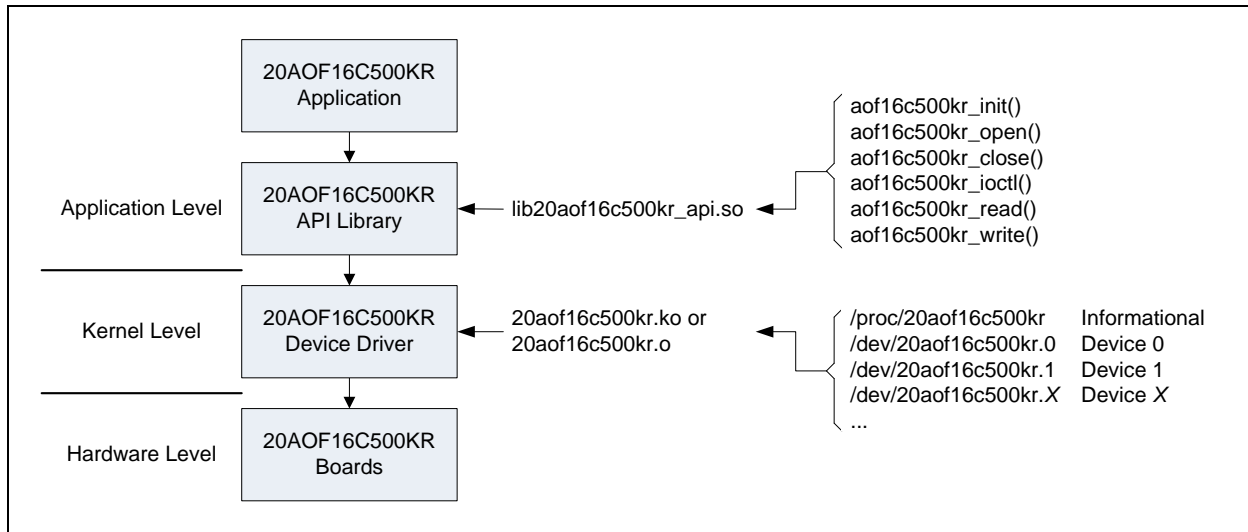 20AOF16C500KR
Application
Application Level
20AOF16C500KR
API Library
lib20aof16c500kr_api.so
aof16c500kr_init()
aof16c500kr_open()
aof16c500kr_close()
aof16c500kr_ioctl()
aof16c500kr_read()
aof16c500kr_write()
Kernel Level
20AOF16C500KR
Device Driver
20aof16c500kr.ko or
20aof16c500kr.o
/proc/20aof16c500kr Informational
/dev/20aof16c500kr.0 Device 0
/dev/20aof16c500kr.1 Device 1
/dev/20aof16c500kr.X Device X
...
Hardware Level
20AOF16C500KR
Boards